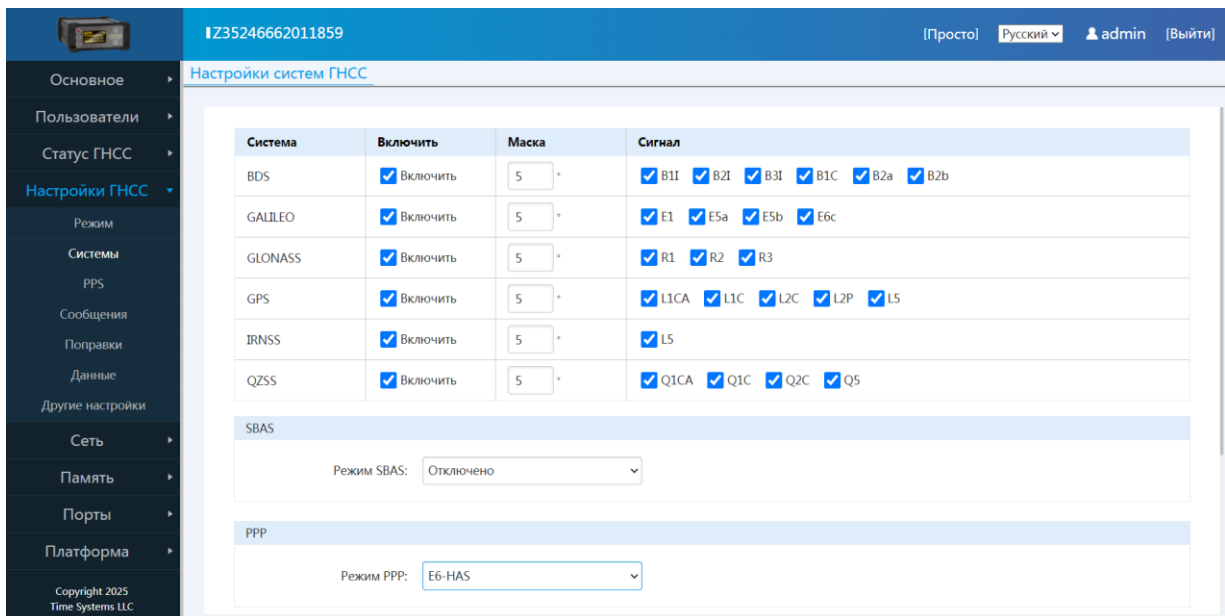 IZ35246662011859 [Просто] Русский admin [Выйти]
Основное
Пользователи
Статус ГНСС
Настройки ГНСС
Режим
Системы
PPS
Сообщения
Поправки
Данные
Другие настройки
Сеть
Память
Порты
Платформа
Copyright 2025
Time Systems LLC
Настройки систем ГНСС
Система Включить Маска Сигнал
BDS Включить 5 ° B1I B2I B3I B1C B2a B2b
GALILEO Включить 5 ° E1 E5a E5b E6c
GLONASS Включить 5 ° R1 R2 R3
GPS Включить 5 ° L1CA L1C L2C L2P L5
IRNSS Включить 5 ° L5
QZSS Включить 5 ° Q1CA Q1C Q2C Q5
SBAS
Режим SBAS: Отключено
PPP
Режим PPP: E6-HAS